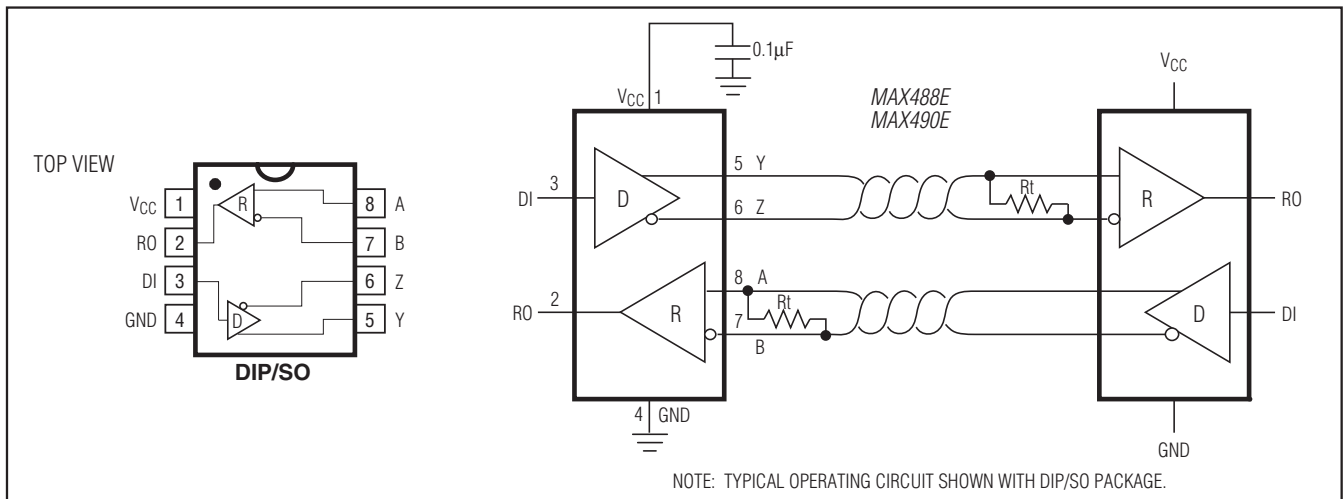 TOP VIEW
VCC 1
RO 2
DI 3
GND 4
8 A
7 B
6 Z
5 Y
R
D
DIP/SO
0.1µF
VCC 1
MAX488E
MAX490E
VCC
DI 3
D
5 Y
6 Z
Rt
R
RO
RO 2
R
8 A
7
B
Rt
D
DI
4 GND
GND
NOTE: TYPICAL OPERATING CIRCUIT SHOWN WITH DIP/SO PACKAGE.